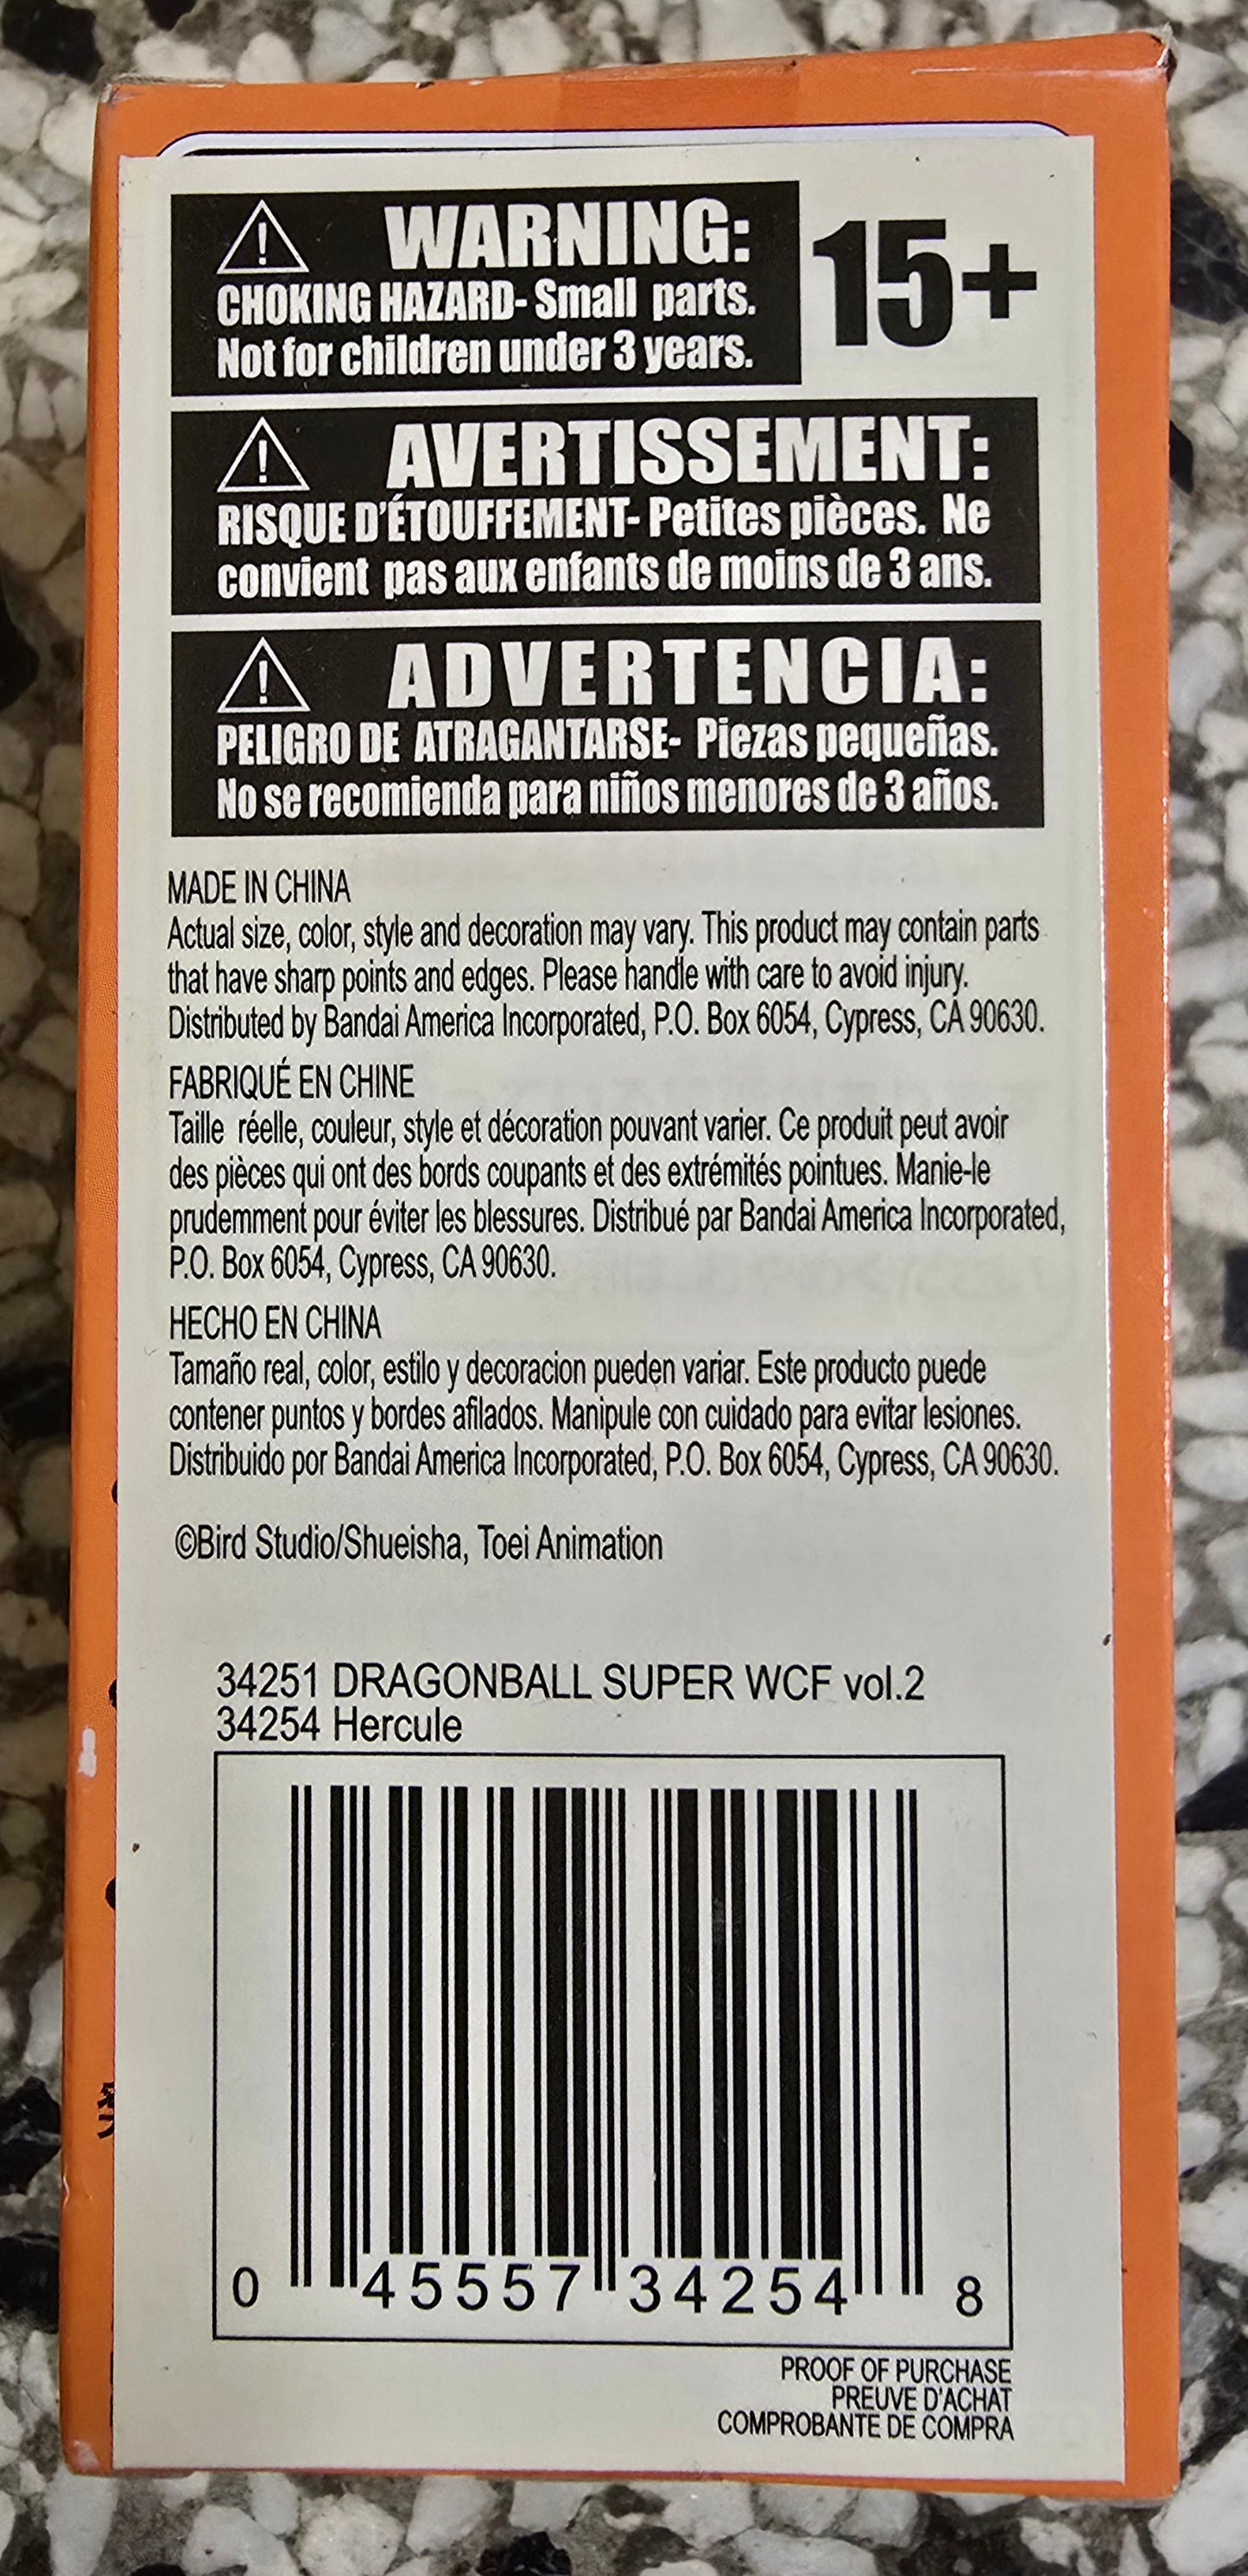 WARNING:
CHOKING HAZARD- Small parts.
Not for children under 3 years.
15+
AVERTISSEMENT:
RISQUE D'ÉTOUFFEMENT- Petites pièces. Ne
convient pas aux enfants de moins de 3 ans.
ADVERTENCIA:
PELIGRO DE ATRAGANTARSE- Piezas pequeñas.
No se recomienda para niños menores de 3 años.
MADE IN CHINA
Actual size, color, style and decoration may vary. This product may contain parts
that have sharp points and edges. Please handle with care to avoid injury.
Distributed by Bandai America Incorporated, P.O. Box 6054, Cypress, CA 90630.
FABRIQUÉ EN CHINE
Taille réelle, couleur, style et décoration pouvant varier. Ce produit peut avoir
des pièces qui ont des bords coupants et des extrémités pointues. Manie-le
prudemment pour éviter les blessures. Distribué par Bandai America Incorporated,
P.O. Box 6054, Cypress, CA 90630.
HECHO EN CHINA
Tamaño real, color, estilo y decoracion pueden variar. Este producto puede
contener puntos y bordes afilados. Manipule con cuidado para evitar lesiones.
Distribuido por Bandai America Incorporated, P.O. Box 6054, Cypress, CA 90630.
©Bird Studio/Shueisha, Toei Animation
34251 DRAGONBALL SUPER WCF vol.2
34254 Hercule
0 45557 34254 8
PROOF OF PURCHASE
PREUVE D'ACHAT
COMPROBANTE DE COMPRA